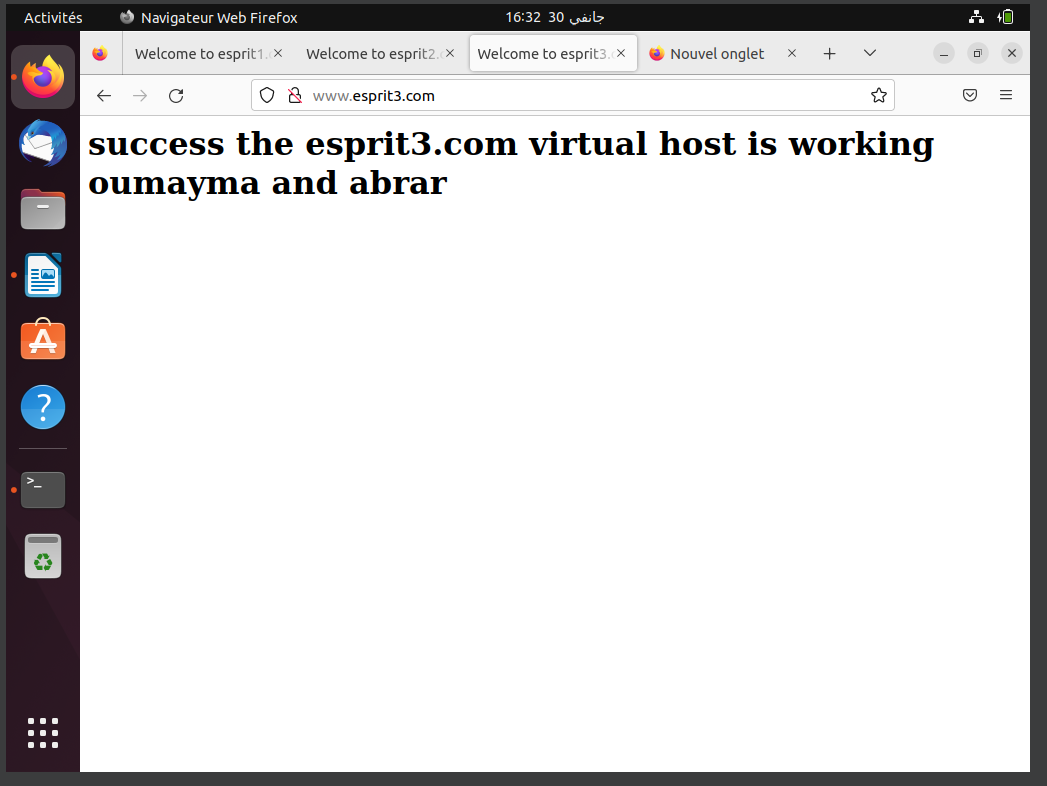 Activités Navigateur Web Firefox 16:32 30 جانفي
Welcome to esprit1. Welcome to esprit2. Welcome to esprit3. Nouvel onglet
www.esprit3.com
success the esprit3.com virtual host is working
oumayma and abrar